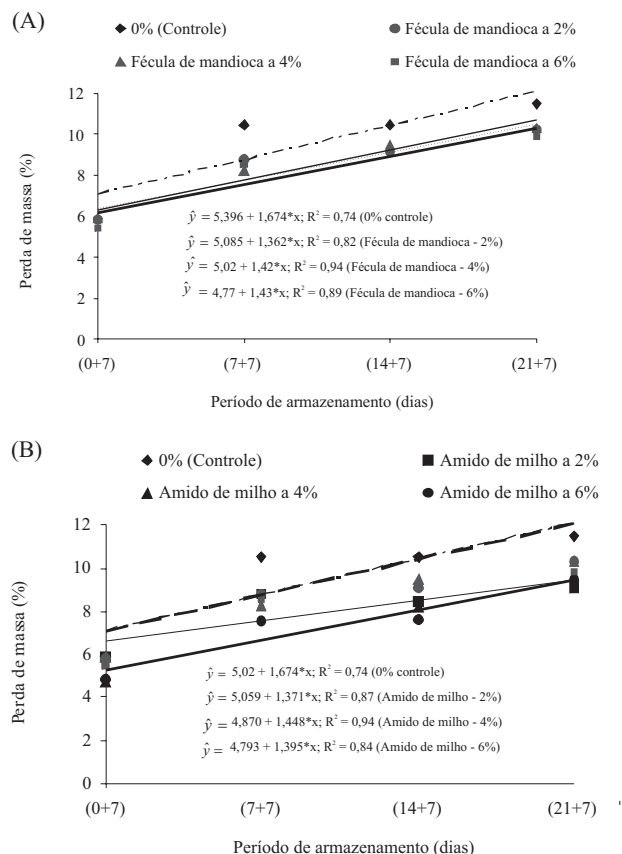 (A)
0% (Controle)
Fécula de mandioca a 2%
Fécula de mandioca a 4%
Fécula de mandioca a 6%
12
10
8
6
4
2
0
Perda de massa (%)
ŷ = 5,396 + 1,674*x; R² = 0,74 (0% controle)
ŷ = 5,085 + 1,362*x; R² = 0,82 (Fécula de mandioca - 2%)
ŷ = 5,02 + 1,42*x; R² = 0,94 (Fécula de mandioca - 4%)
ŷ = 4,77 + 1,43*x; R² = 0,89 (Fécula de mandioca - 6%)
(0+7) (7+7) (14+7) (21+7)
Período de armazenamento (dias)
(B)
0% (Controle)
Amido de milho a 2%
Amido de milho a 4%
Amido de milho a 6%
12
10
8
6
4
2
0
Perda de massa (%)
ŷ = 5,02 + 1,674*x; R² = 0,74 (0% controle)
ŷ = 5,059 + 1,371*x; R² = 0,87 (Amido de milho - 2%)
ŷ = 4,870 + 1,448*x; R² = 0,94 (Amido de milho - 4%)
ŷ = 4,793 + 1,395*x; R² = 0,84 (Amido de milho - 6%)
(0+7) (7+7) (14+7) (21+7)
Período de armazenamento (dias)